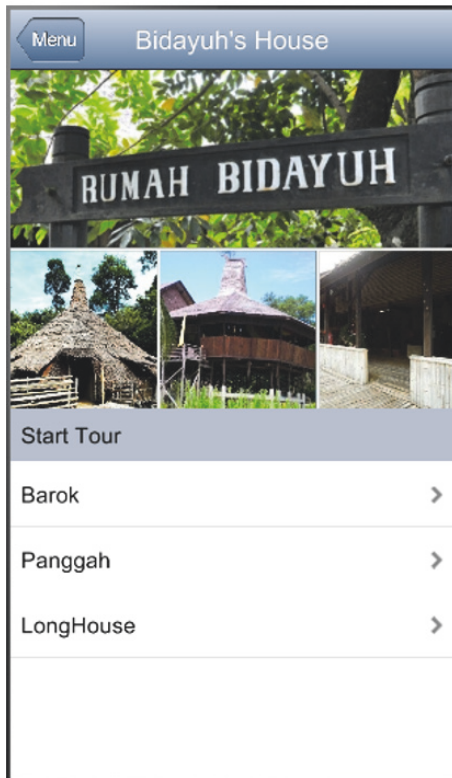 Menu
Bidayuh's House
RUMAH BIDAYUH
Start Tour
Barok
Panggah
LongHouse